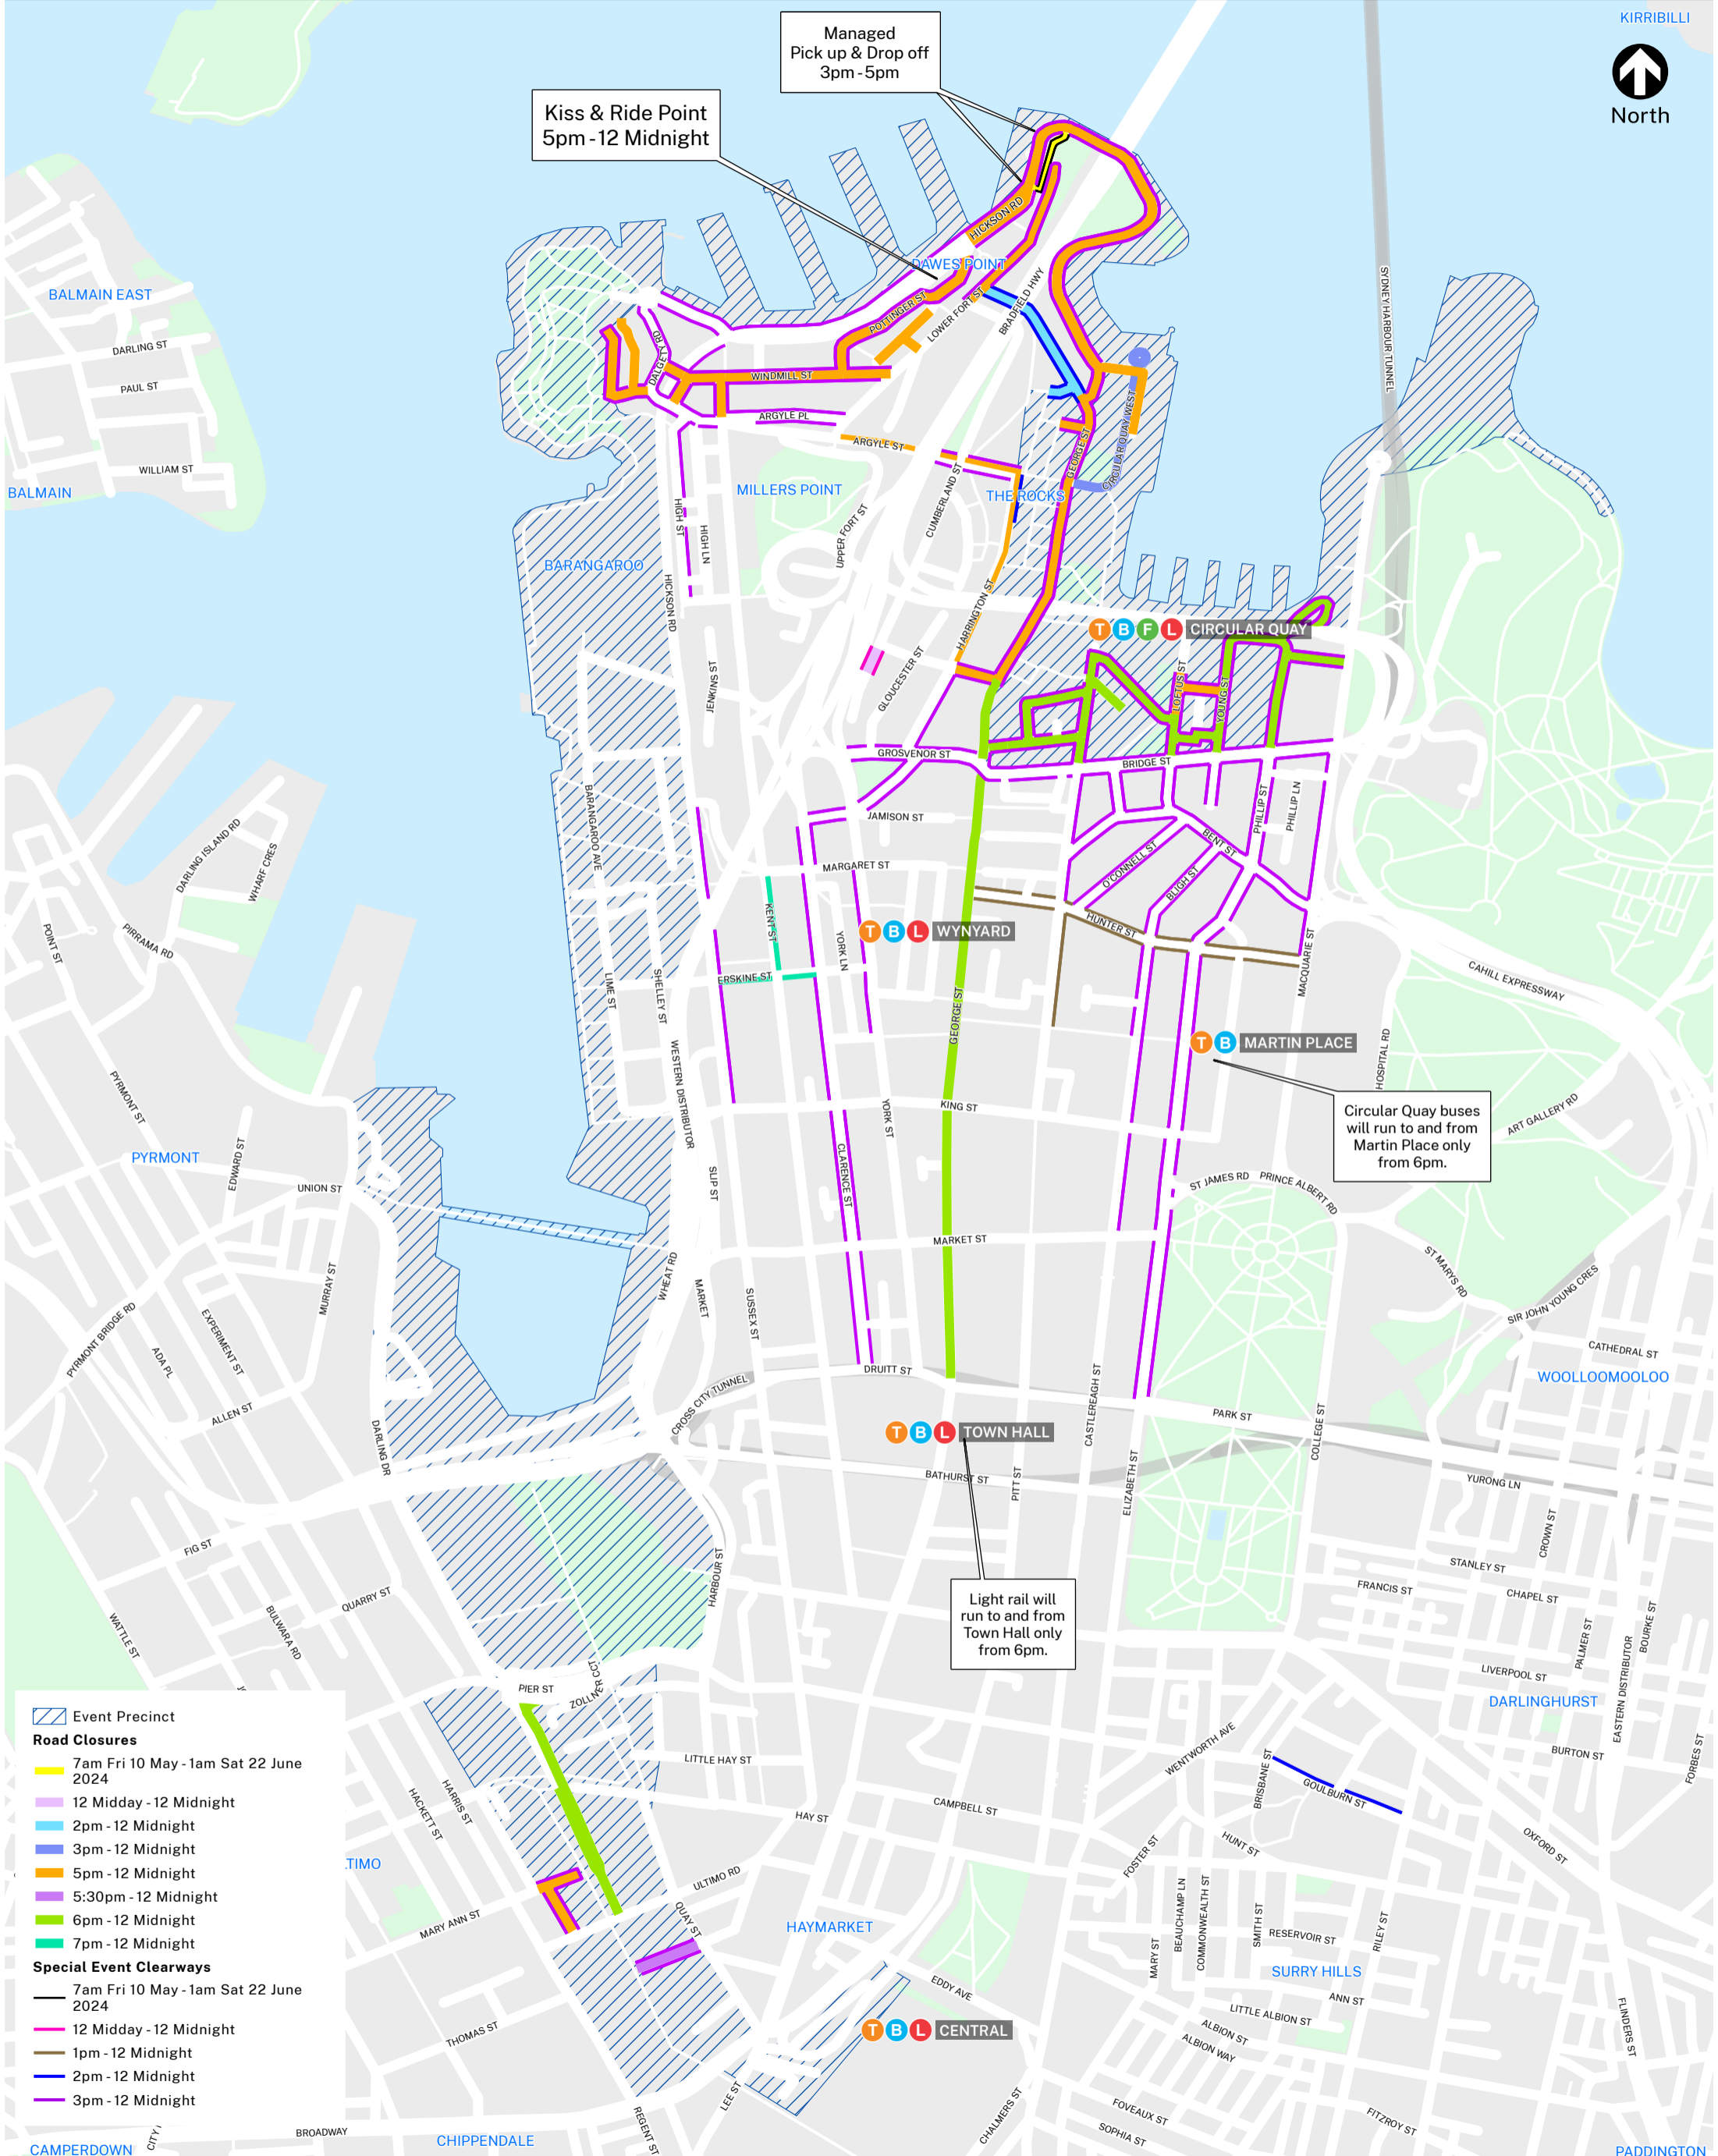 KIRRIBILLI
North
Managed
Pick up & Drop off
3pm - 5pm
Kiss & Ride Point
5pm - 12 Midnight
HICKSON RD
DAWES POINT
BRADFIELD HWY
LOWER FORT ST
POTTINGER ST
SYDNEY HARBOUR TUNNEL
BALMAIN EAST
DARLING ST
PAUL ST
WILLIAM ST
BALMAIN
DALGETY RD
WINDMILL ST
ARGYLE PL
ARGYLE ST
CIRCULAR QUAY WEST
GEORGE ST
CUMBERLAND ST
THE ROCKS
MILLERS POINT
UPPER FORT ST
HIGH ST
HIGH LN
BARANGAROO
HICKSON RD
HARRINGTON ST
T B F L CIRCULAR QUAY
GLOUCESTER ST
JENKINS ST
LOFTUS ST
YOUNG ST
GROSVENOR ST
BRIDGE ST
BARANGAROO AVE
JAMISON ST
PHILLIP ST
PHILLIP LN
BENT ST
O'CONNELL ST
BLIGH ST
MARGARET ST
DARLING ISLAND RD
WHARF CRES
POINT ST
PIRRAMA RD
KENT ST
T B L WYNYARD
HUNTER ST
YORK LN
ERSKINE ST
LIME ST
SHELLEY ST
MACQUARIE ST
CAHILL EXPRESSWAY
GEORGE ST
T B MARTIN PLACE
HOSPITAL RD
WESTERN DISTRIBUTOR
PYRMONT ST
KING ST
YORK ST
ART GALLERY RD
Circular Quay buses
will run to and from
Martin Place only
from 6pm.
PYRMONT
EDWARD ST
UNION ST
SLIP ST
CLARENCE ST
ST JAMES RD
PRINCE ALBERT RD
MARKET ST
WHEAT RD
MARKET
ST MARYS RD
SIR JOHN YOUNG CRES
MURRAY ST
PYRMONT BRIDGE RD
EXPERIMENT ST
ADA PL
SUSSEX ST
CATHEDRAL ST
WOOLLOOMOOLOO
DRUITT ST
CROSS CITY TUNNEL
ALLEN ST
DARLING DR
CASTLEREAGH ST
PARK ST
COLLEGE ST
T B L TOWN HALL
BATHURST ST
PITT ST
ELIZABETH ST
YURONG LN
CROWN ST
FIG ST
HARBOUR ST
STANLEY ST
FRANCIS ST
CHAPEL ST
QUARRY ST
BULWARA RD
WATTLE ST
Light rail will
run to and from
Town Hall only
from 6pm.
BOURKE ST
PALMER ST
LIVERPOOL ST
EASTERN DISTRIBUTOR
DARLINGHURST
PIER ST
ZOLLNER CCT
LITTLE HAY ST
WENTWORTH AVE
BURTON ST
FORBES ST
BRISBANE ST
GOULBURN ST
HARRIS ST
HACKETT ST
HAY ST
CAMPBELL ST
HUNT ST
FOSTER ST
OXFORD ST
LTIMO
ULTIMO RD
MARY ANN ST
QUAY ST
HAYMARKET
BEAUCHAMP LN
COMMONWEALTH ST
SMITH ST
RESERVOIR ST
RILEY ST
MARY ST
SURRY HILLS
EDDY AVE
ANN ST
LITTLE ALBION ST
ALBION ST
ALBION WAY
FLINDERS ST
THOMAS ST
T B L CENTRAL
LEE ST
CHALMERS ST
FOVEAUX ST
SOPHIA ST
FITZROY ST
REGENT ST
BROADWAY
CHIPPENDALE
CAMPERDOWN
CITY
PADDINGTON
Event Precinct
Road Closures
7am Fri 10 May - 1am Sat 22 June
2024
12 Midday - 12 Midnight
2pm - 12 Midnight
3pm - 12 Midnight
5pm - 12 Midnight
5:30pm - 12 Midnight
6pm - 12 Midnight
7pm - 12 Midnight
Special Event Clearways
7am Fri 10 May - 1am Sat 22 June
2024
12 Midday - 12 Midnight
1pm - 12 Midnight
2pm - 12 Midnight
3pm - 12 Midnight